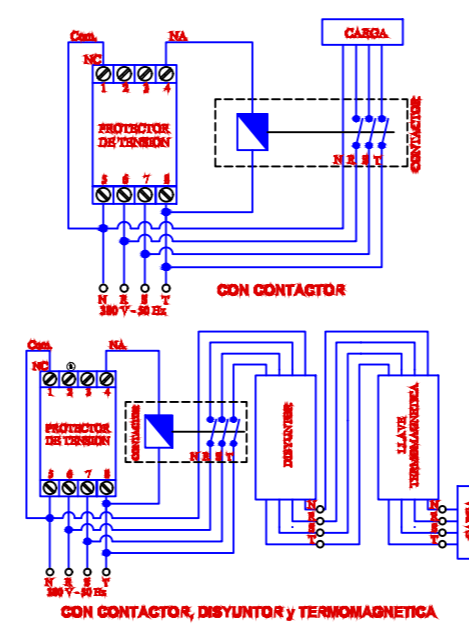 Com. NA CARGA
NC
1 2 3 4
PROTECTOR
DE TENSION
CONTACTOR
N R S T
5 6 7 8
N R S T
380 V - 50 Hz
CON CONTACTOR
Com. NA
NC
1 2 3 4
PROTECTOR
DE TENSION
CONTACTOR
N R S T
DISYUNTOR
LLAVE
TERMOMAGNETICA
5 6 7 8
N
R
S
T
N
R
S
T
N R S T
380 V - 50 Hz
CON CONTACTOR, DISYUNTOR y TERMOMAGNETICA